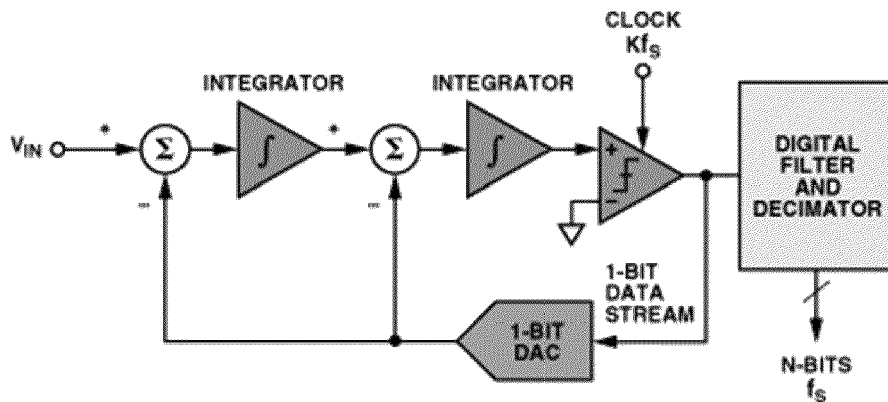 CLOCK
Kfs
INTEGRATOR
INTEGRATOR
VIN
*
Σ
∫
*
Σ
∫
+
−
−
−
DIGITAL
FILTER
AND
DECIMATOR
1-BIT
DATA
STREAM
1-BIT
DAC
N-BITS
fs